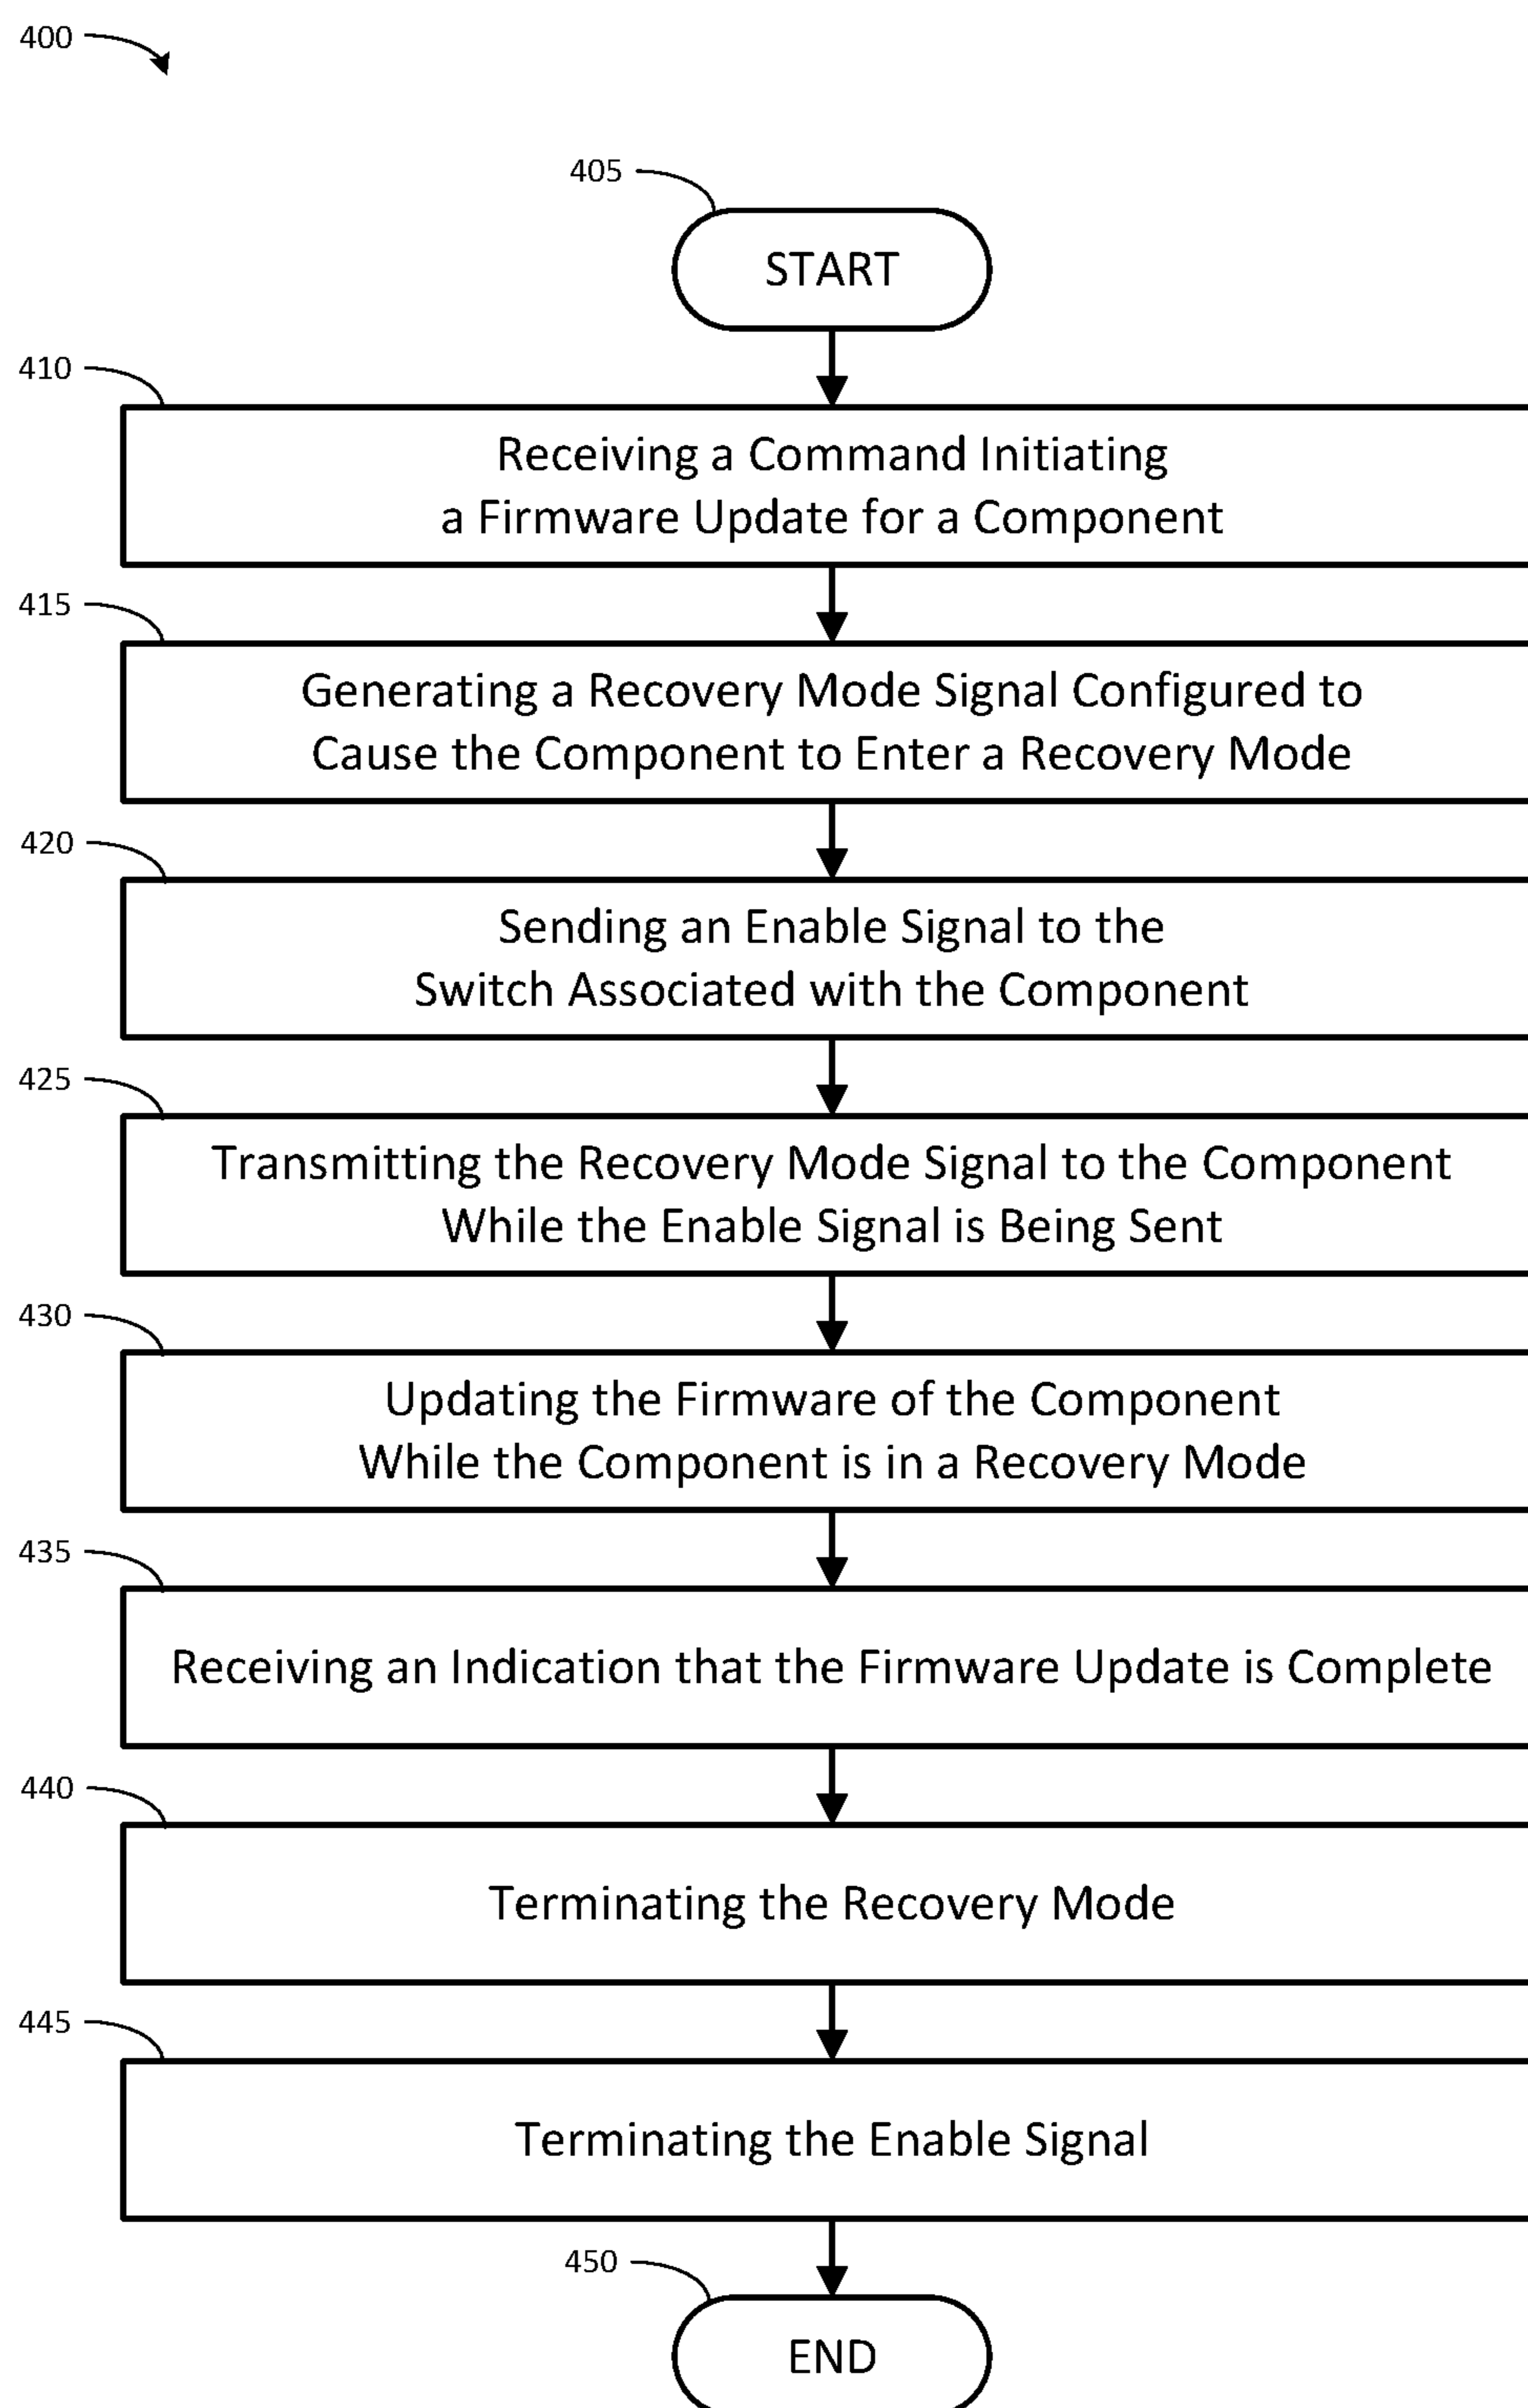 400
405
START
410
Receiving a Command Initiating
a Firmware Update for a Component
415
Generating a Recovery Mode Signal Configured to
Cause the Component to Enter a Recovery Mode
420
Sending an Enable Signal to the
Switch Associated with the Component
425
Transmitting the Recovery Mode Signal to the Component
While the Enable Signal is Being Sent
430
Updating the Firmware of the Component
While the Component is in a Recovery Mode
435
Receiving an Indication that the Firmware Update is Complete
440
Terminating the Recovery Mode
445
Terminating the Enable Signal
450
END